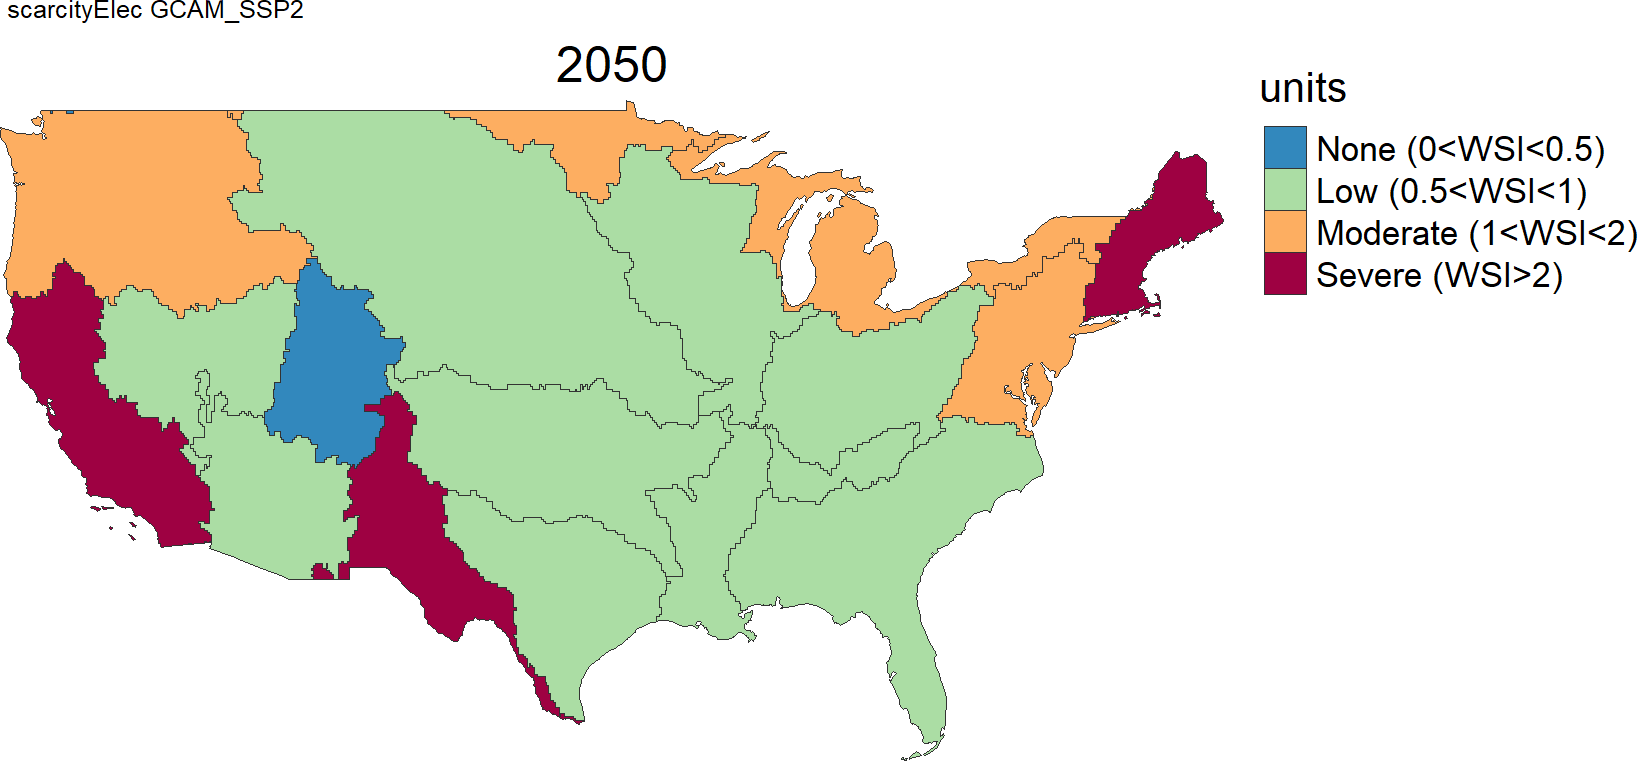 scarcityElec GCAM_SSP2
2050
units
None (0<WSI<0.5)
Low (0.5<WSI<1)
Moderate (1<WSI<2)
Severe (WSI>2)